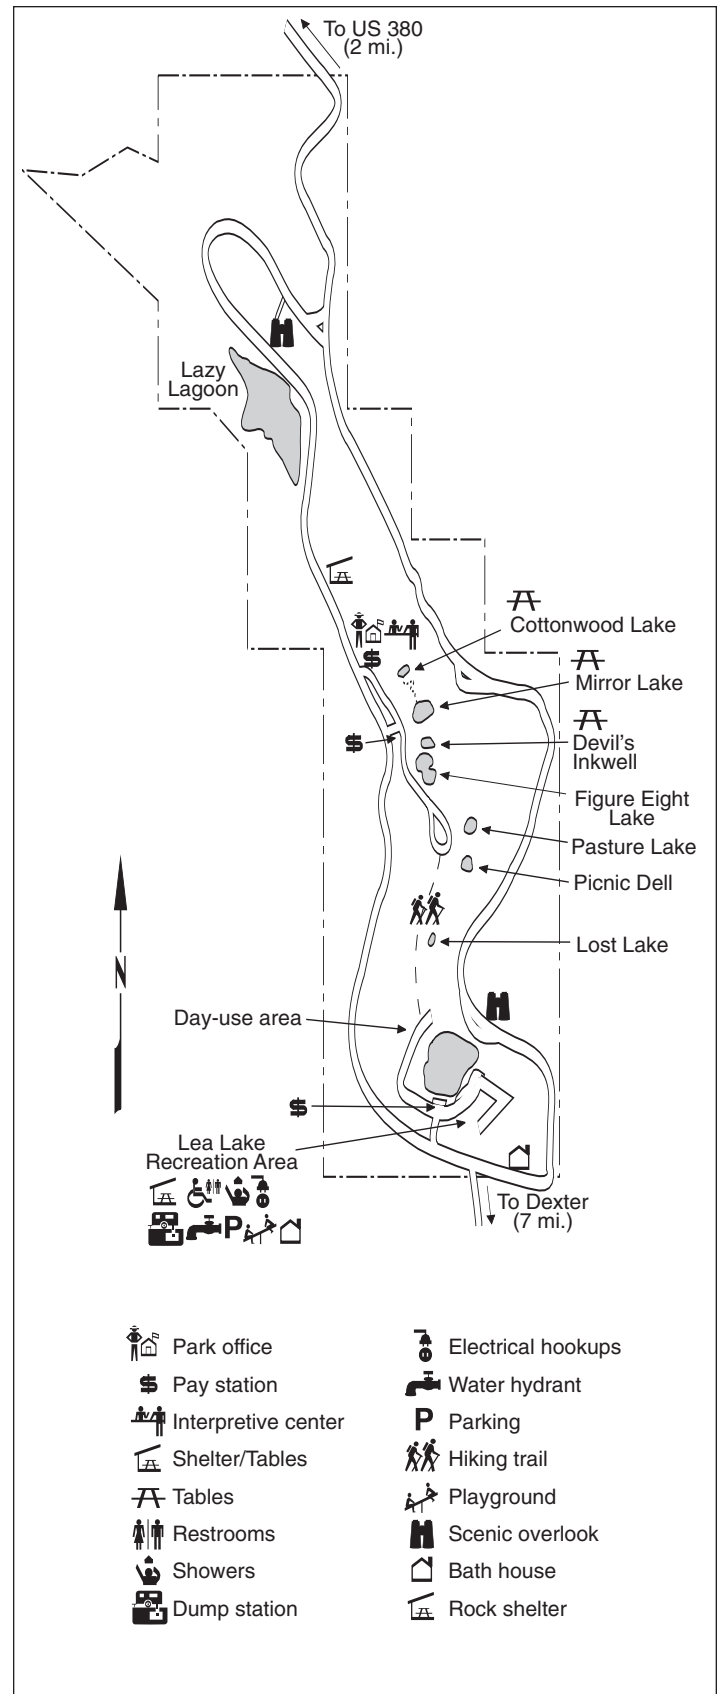 To US 380
(2 mi.)
Lazy
Lagoon
Cottonwood Lake
Mirror Lake
Devil's
Inkwell
Figure Eight
Lake
Pasture Lake
Picnic Dell
Lost Lake
N
Day-use area
$
$
$
Lea Lake
Recreation Area
P
To Dexter
(7 mi.)
Park office
$ Pay station
Interpretive center
Shelter/Tables
Tables
Restrooms
Showers
Dump station
Electrical hookups
Water hydrant
P Parking
Hiking trail
Playground
Scenic overlook
Bath house
Rock shelter